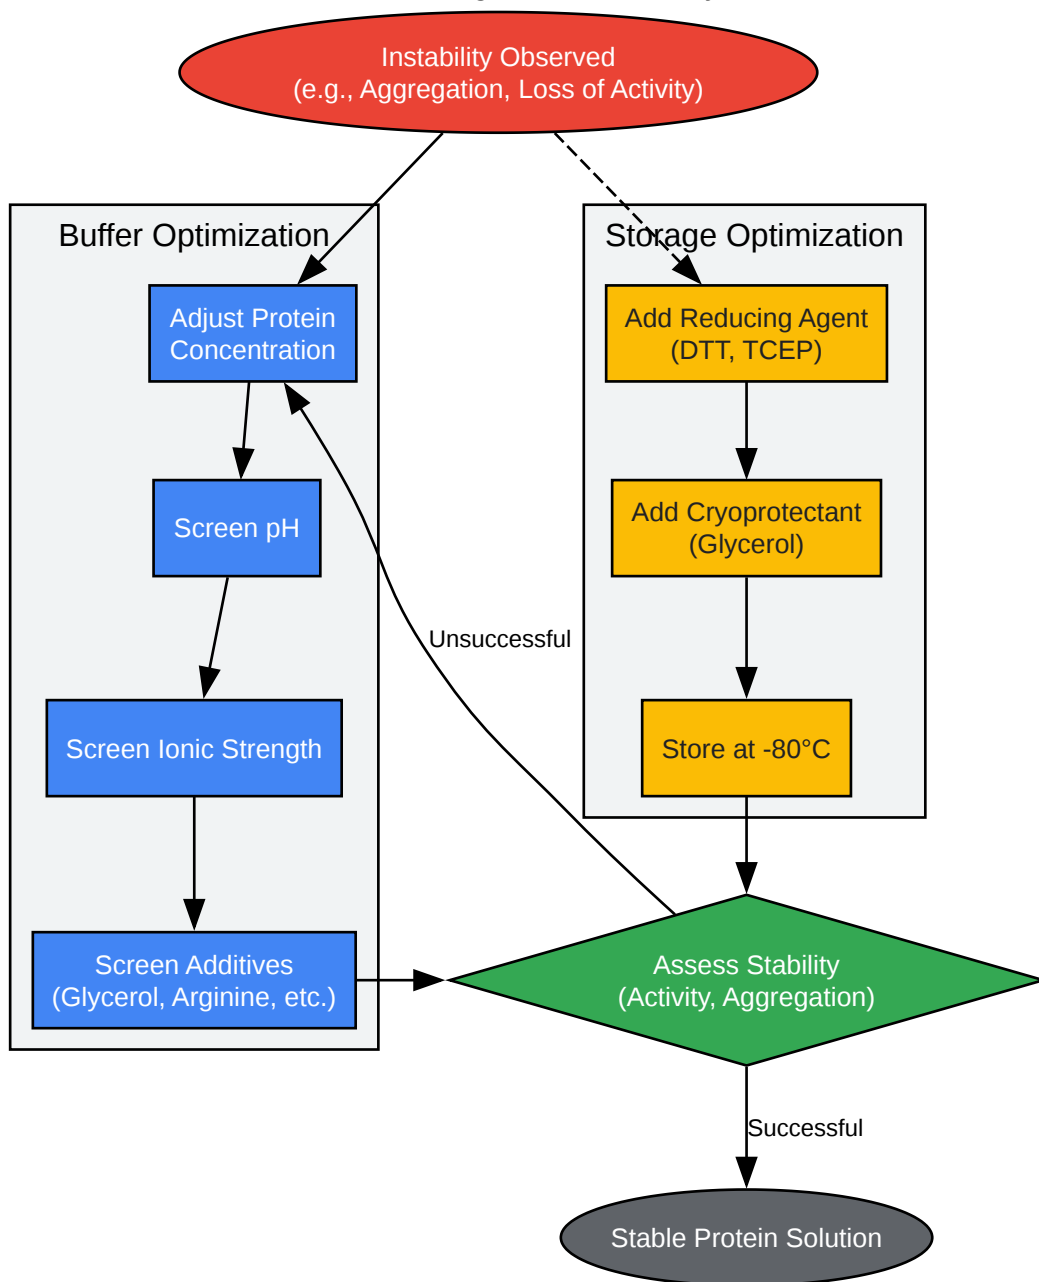 Instability Observed
(e.g., Aggregation, Loss of Activity)
Buffer Optimization
Adjust Protein
Concentration
Screen pH
Screen Ionic Strength
Screen Additives
(Glycerol, Arginine, etc.)
Storage Optimization
Add Reducing Agent
(DTT, TCEP)
Add Cryoprotectant
(Glycerol)
Store at -80°C
Unsuccessful
Assess Stability
(Activity, Aggregation)
Successful
Stable Protein Solution